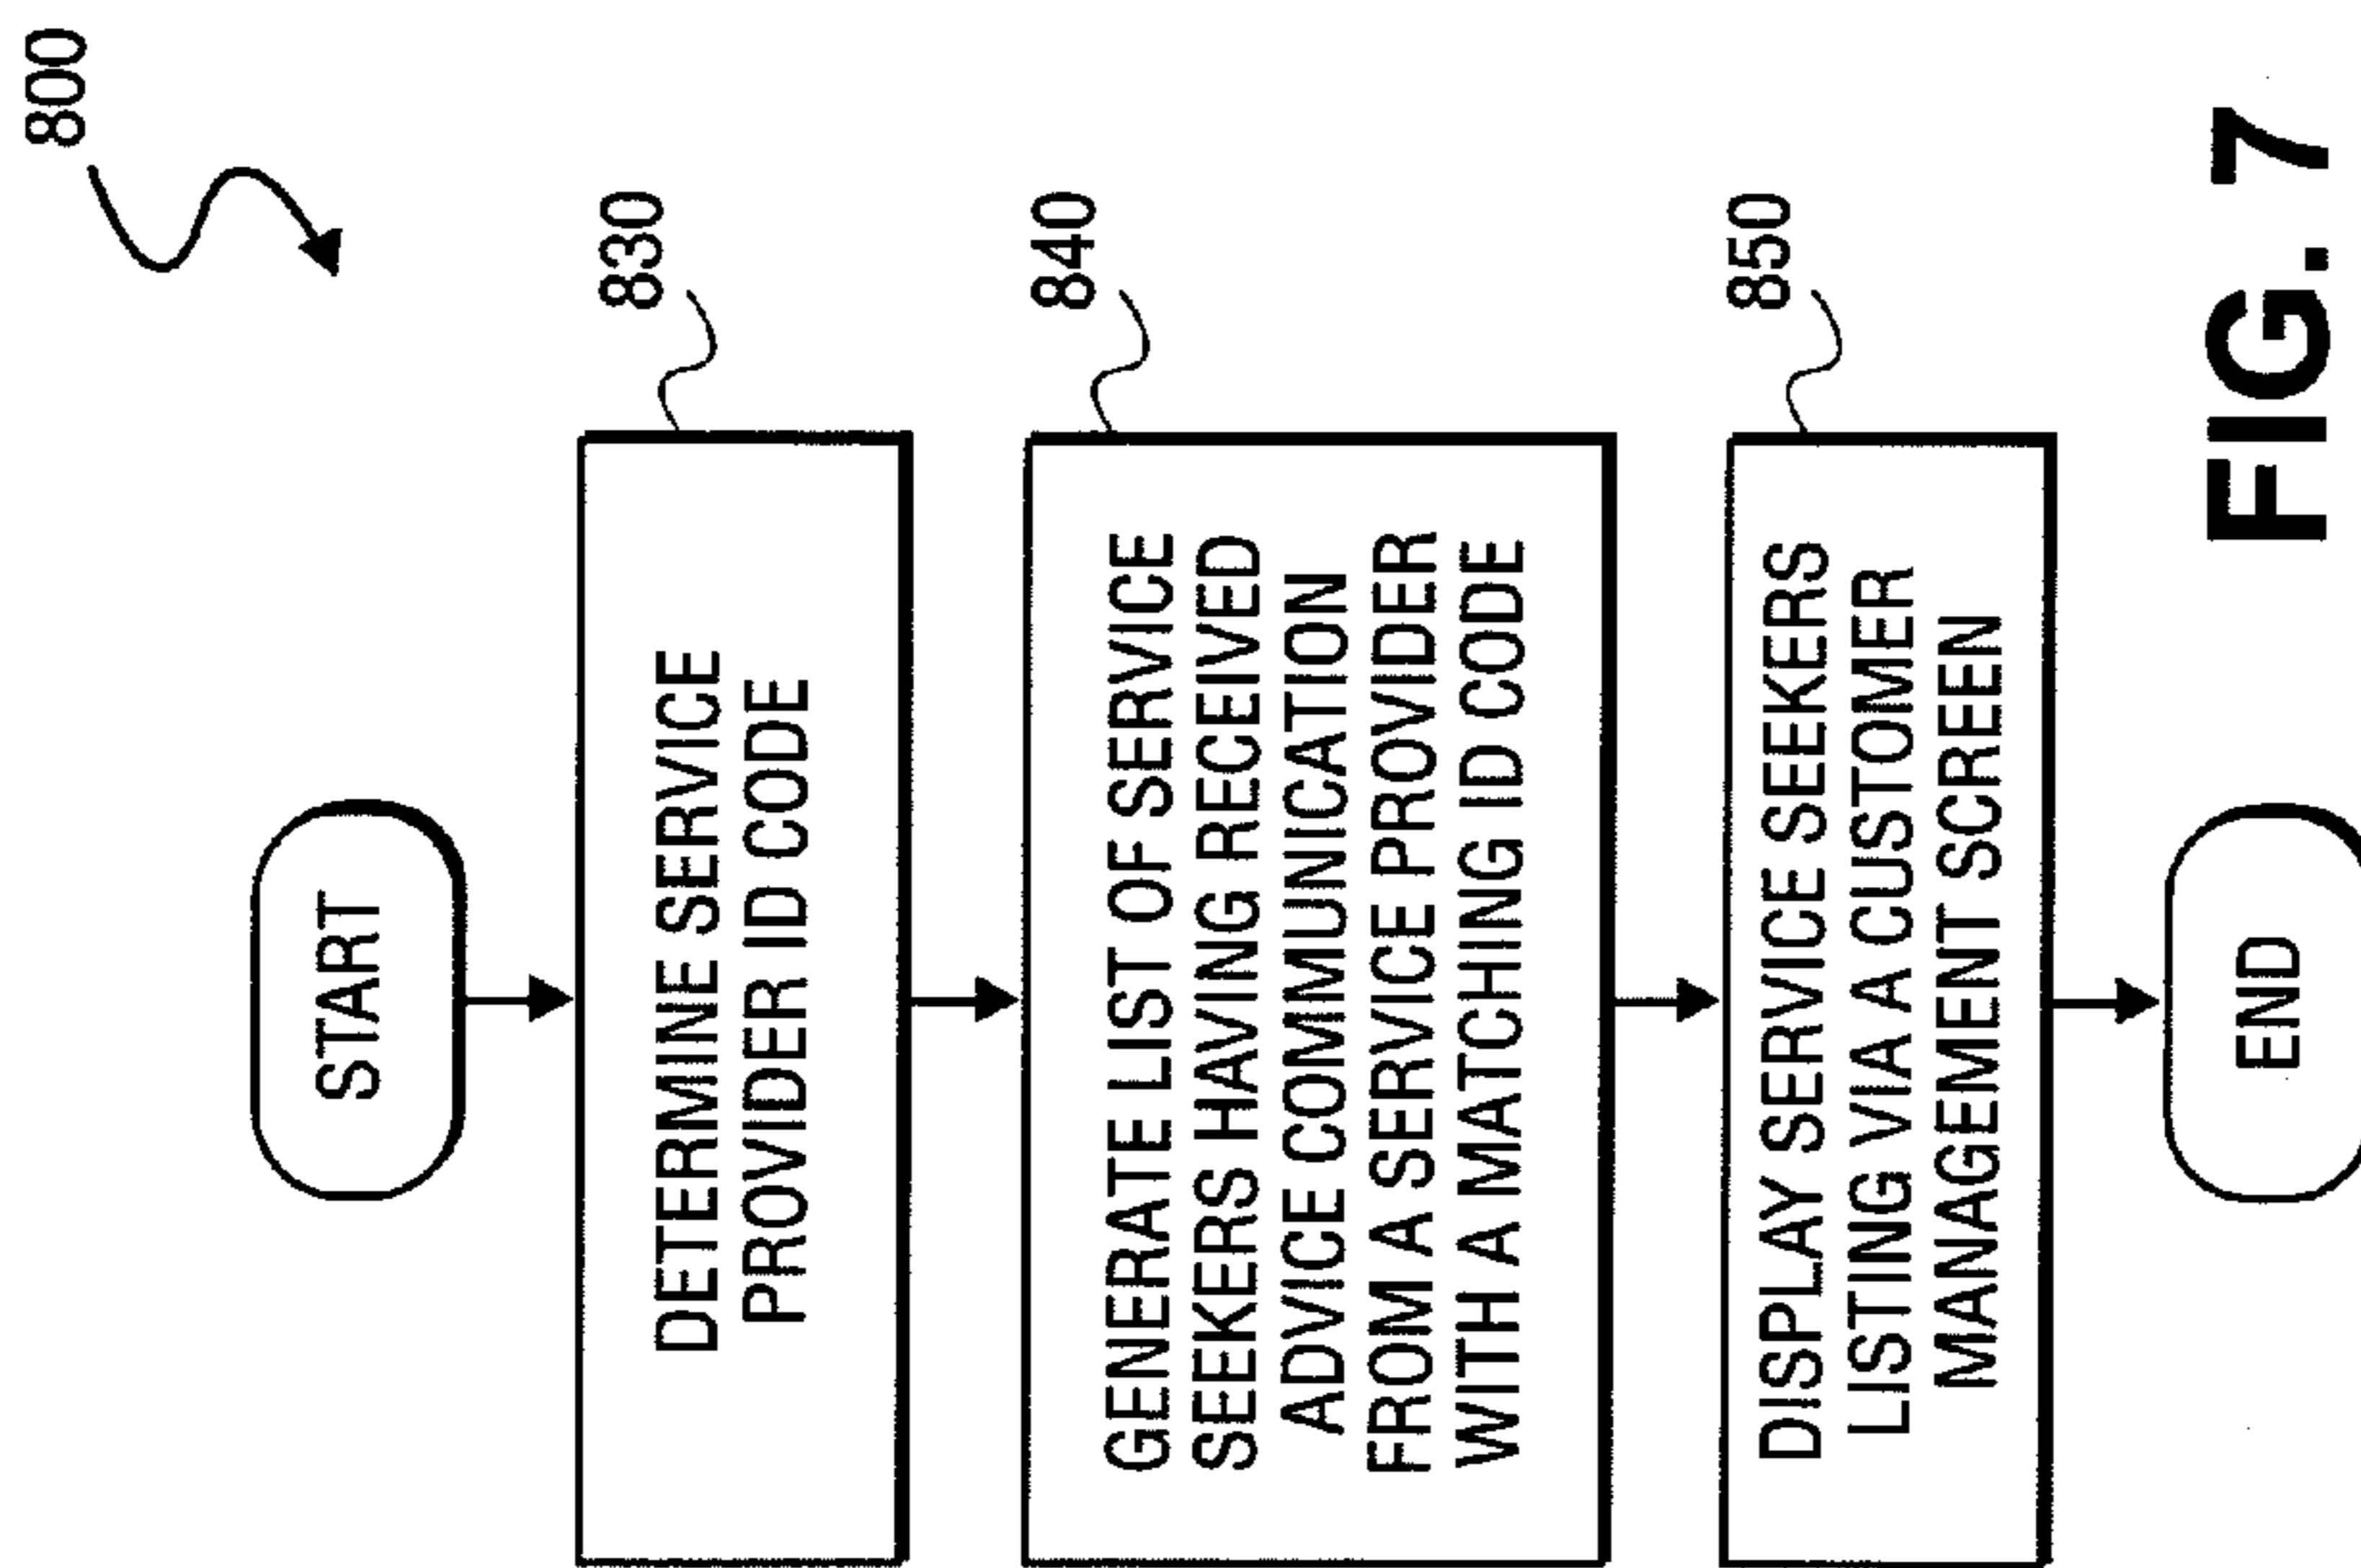 800
START
830
DETERMINE SERVICE
PROVIDER ID CODE
840
GENERATE LIST OF SERVICE
SEEKERS HAVING RECEIVED
ADVICE COMMUNICATION
FROM A SERVICE PROVIDER
WITH A MATCHING ID CODE
850
DISPLAY SERVICE SEEKERS
LISTING VIA A CUSTOMER
MANAGEMENT SCREEN
END
FIG. 7